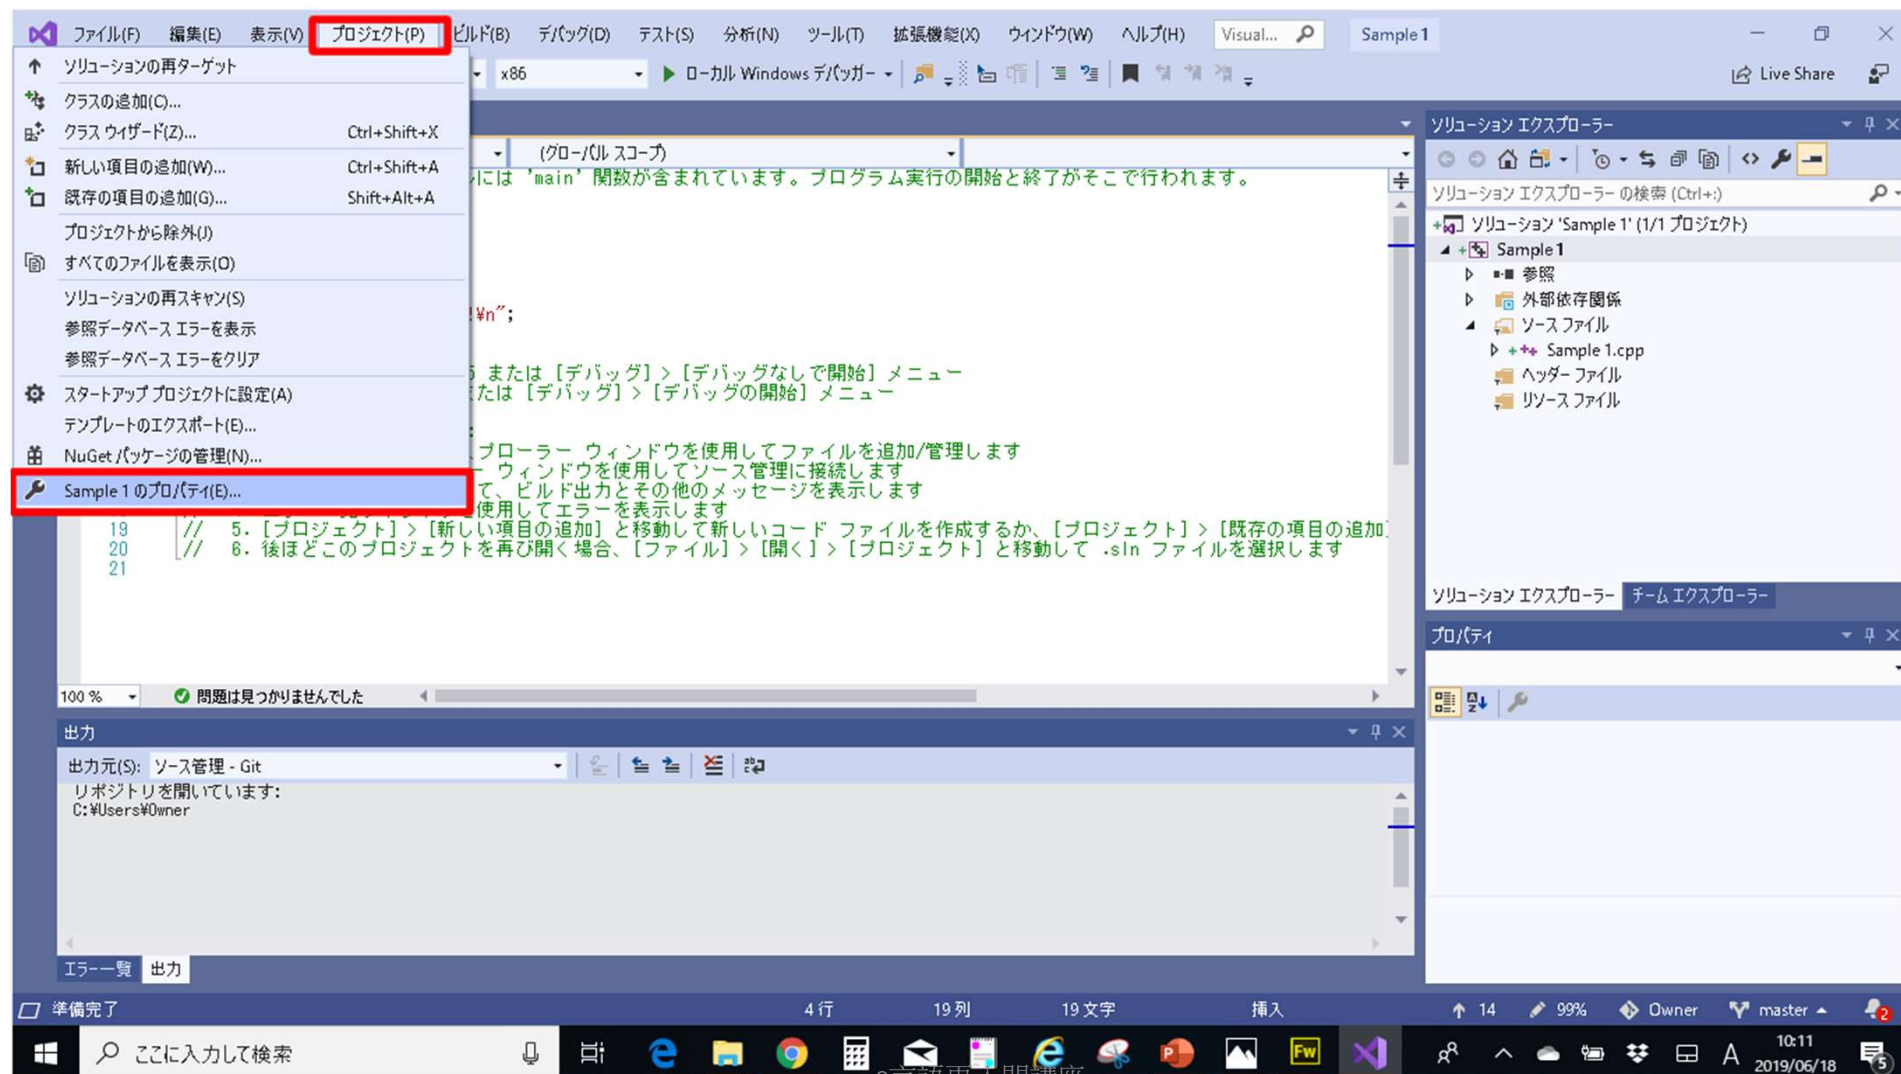 ファイル(F) 編集(E) 表示(V) プロジェクト(P) ビルド(B) デバッグ(D) テスト(S) 分析(N) ツール(T) 拡張機能(X) ウィンドウ(W) ヘルプ(H) Visual... Sample 1
ソリューションの再ターゲット
クラスの追加(C)...
クラス ウィザード(Z)... Ctrl+Shift+X
新しい項目の追加(W)... Ctrl+Shift+A
既存の項目の追加(G)... Shift+Alt+A
プロジェクトから除外(J)
すべてのファイルを表示(O)
ソリューションの再スキャン(S)
参照データベース エラーを表示
参照データベース エラーをクリア
スタートアップ プロジェクトに設定(A)
テンプレートのエクスポート(E)...
NuGet パッケージの管理(N)...
Sample 1 のプロパティ(E)...
x86 ローカル Windows デバッガー Live Share
(グローバル スコープ)
には 'main' 関数が含まれています。プログラム実行の開始と終了がそこで行われます。
!¥n";
または [デバッグ] > [デバッグなしで開始] メニュー
たは [デバッグ] > [デバッグの開始] メニュー
:
プローラー ウィンドウを使用してファイルを追加/管理します
ー ウィンドウを使用してソース管理に接続します
て、ビルド出力とその他のメッセージを表示します
を使用してエラーを表示します
19 // 5. [プロジェクト] > [新しい項目の追加] と移動して新しいコード ファイルを作成するか、[プロジェクト] > [既存の項目の追加]
20 // 6. 後ほどこのプロジェクトを再び開く場合、[ファイル] > [開く] > [プロジェクト] と移動して .sln ファイルを選択します
21
100 % 問題は見つかりませんでした
出力
出力元(S): ソース管理 - Git
リポジトリを開いています:
C:¥Users¥Owner
エラー一覧 出力
ソリューション エクスプローラー
ソリューション エクスプローラー の検索 (Ctrl+;)
ソリューション 'Sample 1' (1/1 プロジェクト)
Sample 1
参照
外部依存関係
ソース ファイル
Sample 1.cpp
ヘッダー ファイル
リソース ファイル
ソリューション エクスプローラー チーム エクスプローラー
プロパティ
準備完了 4 行 19 列 19 文字 挿入 14 99% Owner master 2
ここに入力して検索 Fw A 10:11
2019/06/18 5